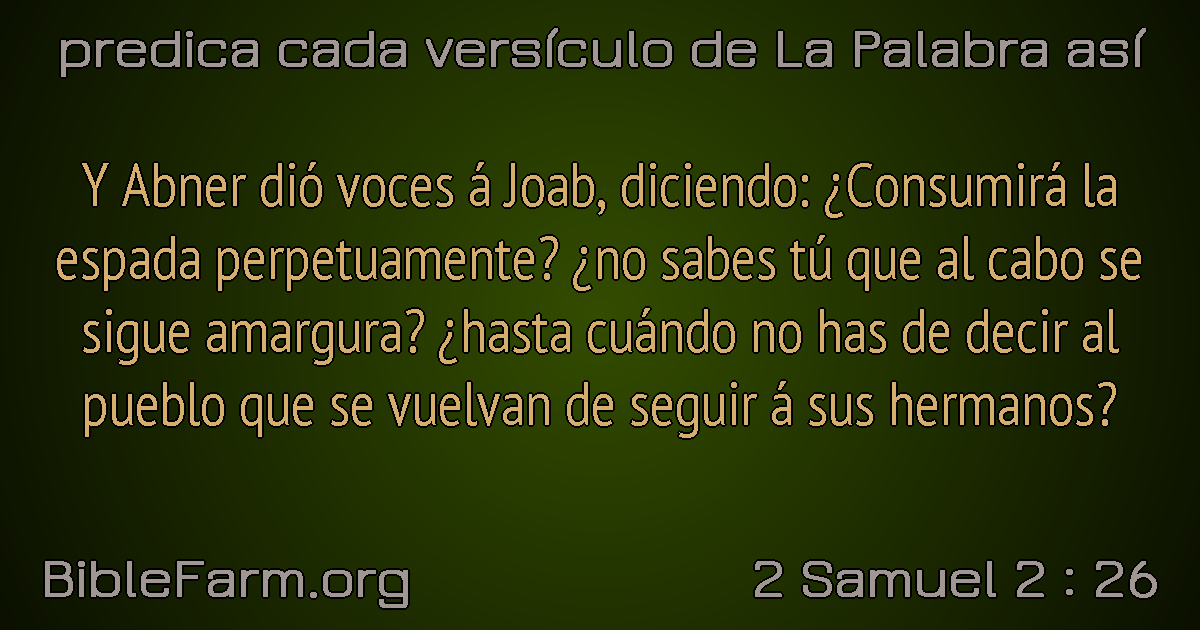 predica cada versículo de La Palabra así
Y Abner dió voces á Joab, diciendo: ¿Consumirá la
espada perpetuamente? ¿no sabes tú que al cabo se
sigue amargura? ¿hasta cuándo no has de decir al
pueblo que se vuelvan de seguir á sus hermanos?
BibleFarm.org
2 Samuel 2 : 26